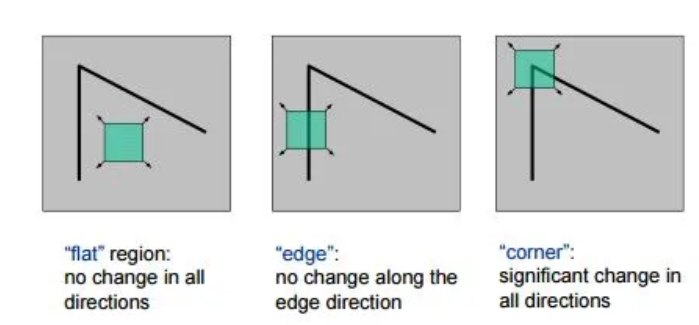 “flat” region:
no change in all
directions
“edge”:
no change along the
edge direction
“corner”:
significant change in
all directions